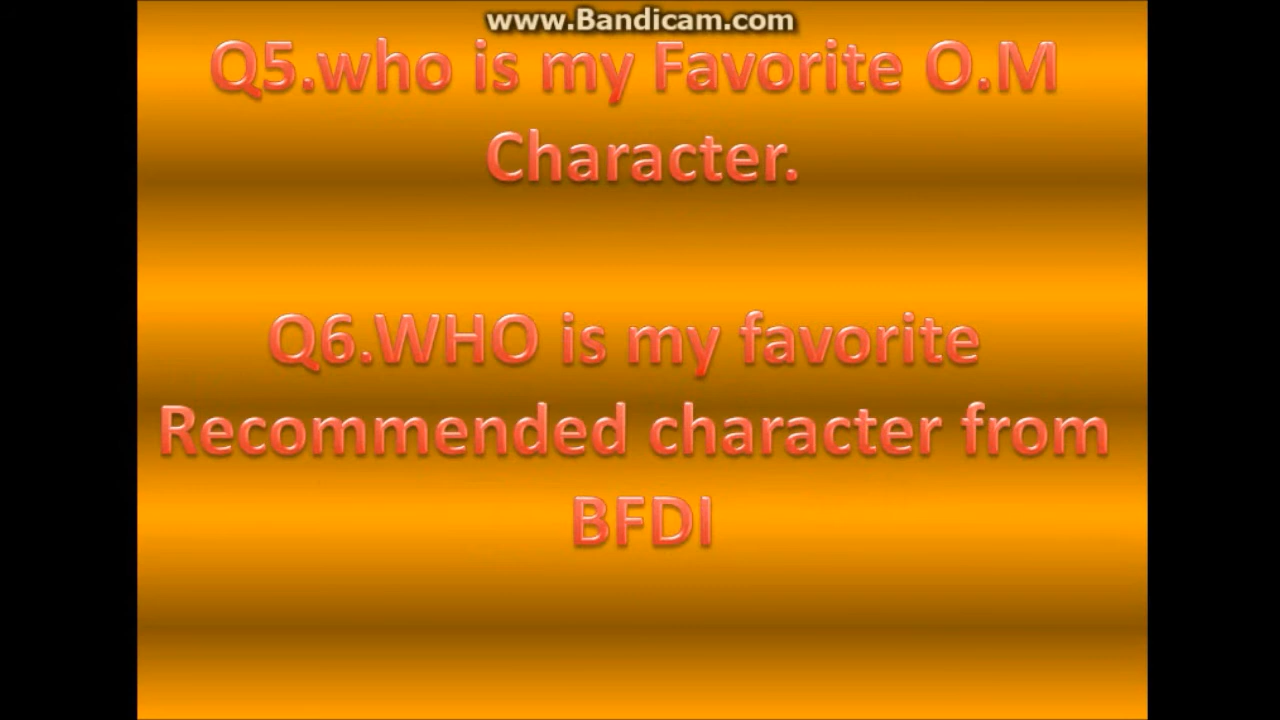 www.Bandicam.com
Q5.who is my Favorite O.M
Character.
Q6.WHO is my favorite
Recommended character from
BFDI